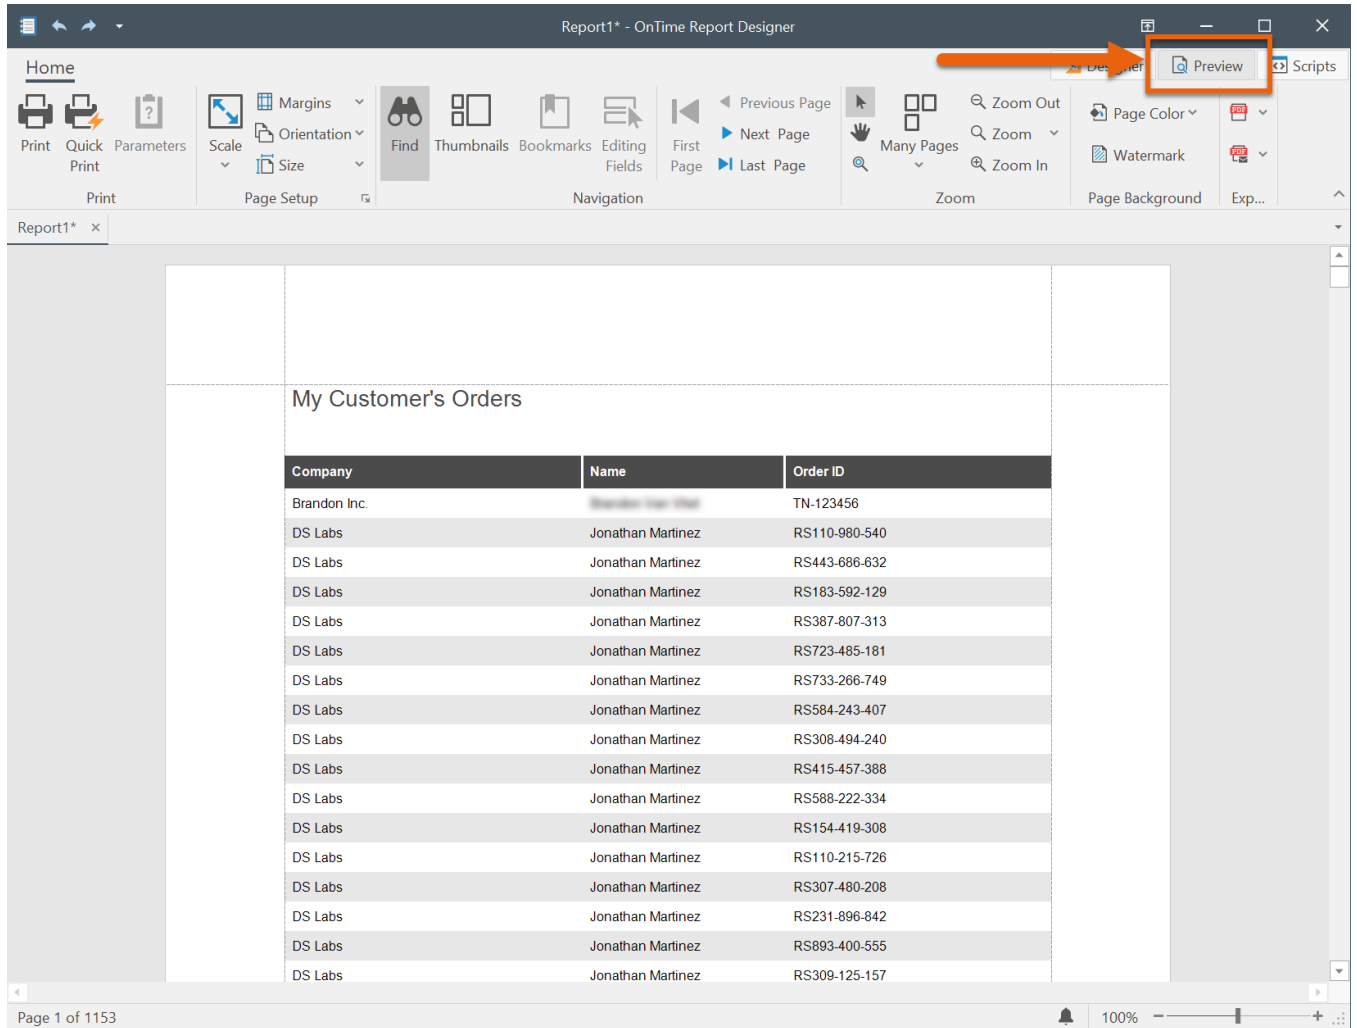 Report1* - OnTime Report Designer
Home
Designer
Preview
Scripts
Print
Quick Print
Parameters
Scale
Margins
Orientation
Size
Find
Thumbnails
Bookmarks
Editing Fields
First Page
Previous Page
Next Page
Last Page
Many Pages
Zoom Out
Zoom
Zoom In
Page Color
Watermark
PDF
PDF
Print
Page Setup
Navigation
Zoom
Page Background
Exp...
Report1*
My Customer's Orders
Company Name Order ID
Brandon Inc. TN-123456
DS Labs Jonathan Martinez RS110-980-540
DS Labs Jonathan Martinez RS443-686-632
DS Labs Jonathan Martinez RS183-592-129
DS Labs Jonathan Martinez RS387-807-313
DS Labs Jonathan Martinez RS723-485-181
DS Labs Jonathan Martinez RS733-266-749
DS Labs Jonathan Martinez RS584-243-407
DS Labs Jonathan Martinez RS308-494-240
DS Labs Jonathan Martinez RS415-457-388
DS Labs Jonathan Martinez RS588-222-334
DS Labs Jonathan Martinez RS154-419-308
DS Labs Jonathan Martinez RS110-215-726
DS Labs Jonathan Martinez RS307-480-208
DS Labs Jonathan Martinez RS231-896-842
DS Labs Jonathan Martinez RS893-400-555
DS Labs Jonathan Martinez RS309-125-157
Page 1 of 1153
100%